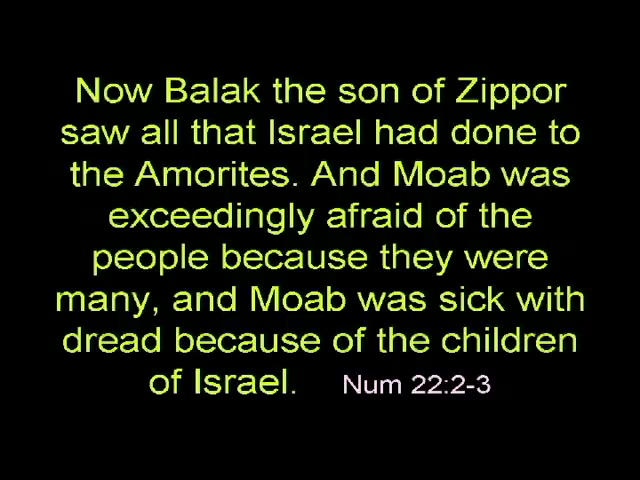 Now Balak the son of Zippor
saw all that Israel had done to
the Amorites. And Moab was
exceedingly afraid of the
people because they were
many, and Moab was sick with
dread because of the children
of Israel. Num 22:2-3